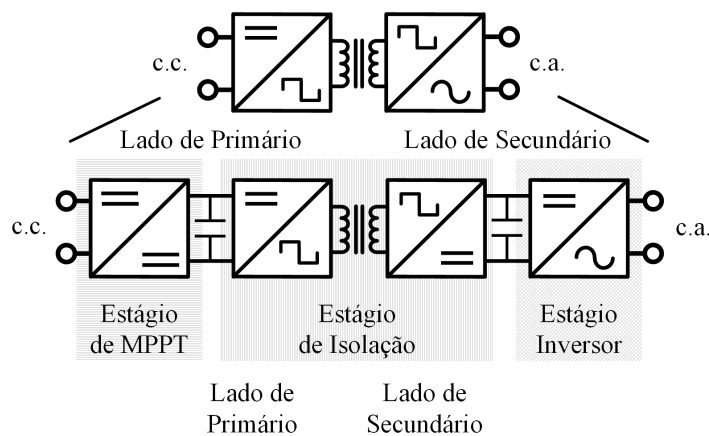 c.c.
c.a.
Lado de Primário
Lado de Secundário
c.c.
c.a.
Estágio
de MPPT
Estágio
de Isolação
Estágio
Inversor
Lado de
Primário
Lado de
Secundário